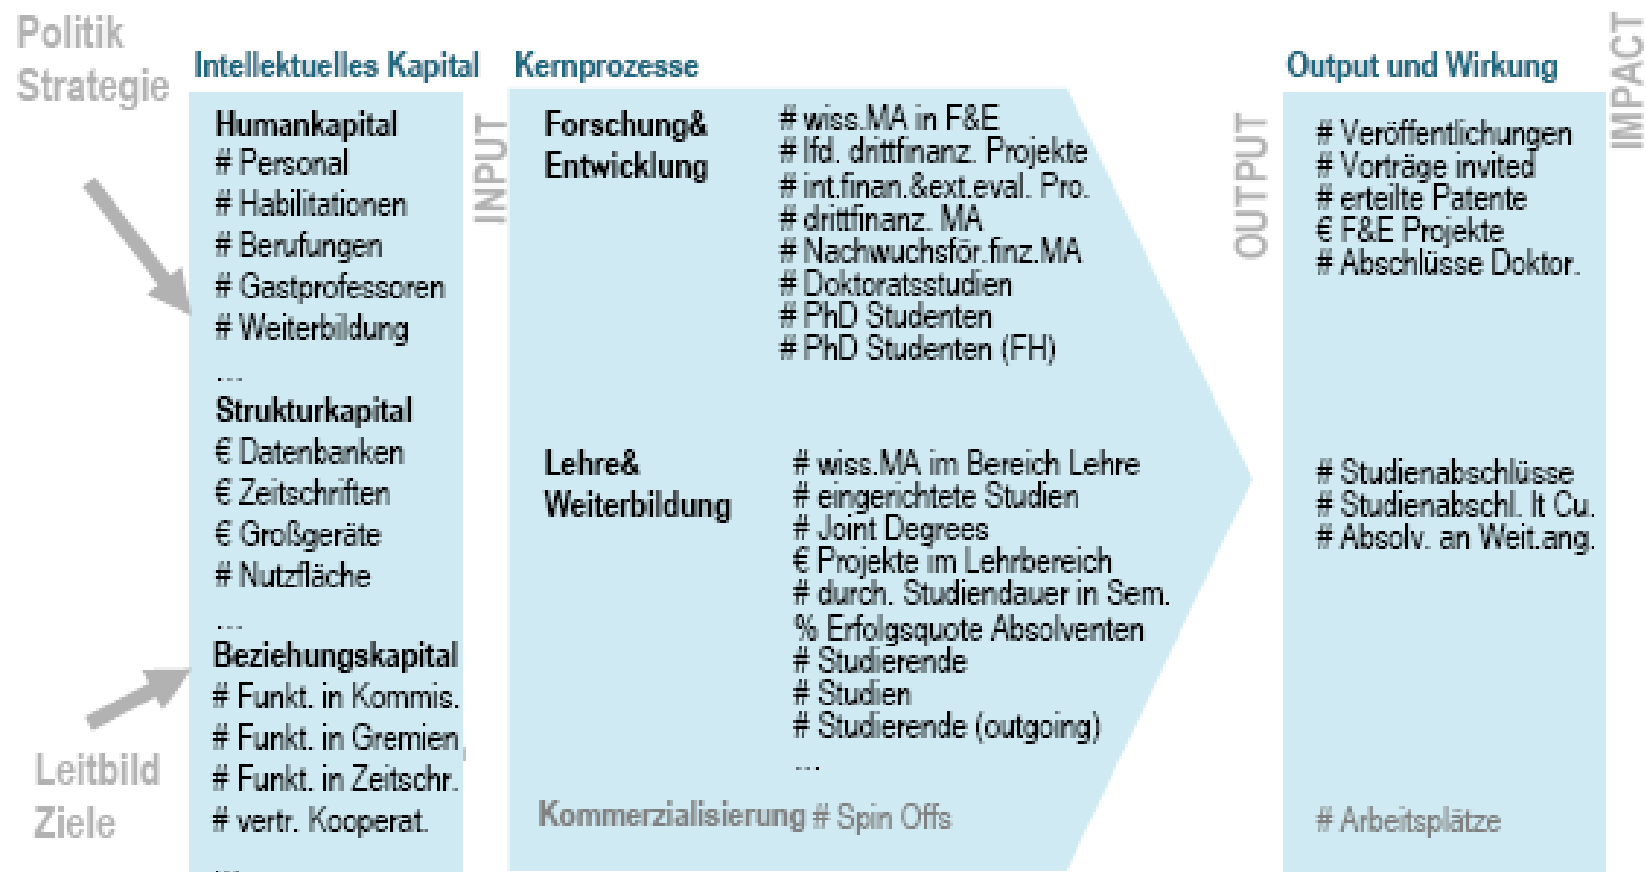 Politik
Strategie
Intellektuelles Kapital
Humankapital
# Personal
# Habilitationen
# Berufungen
# Gastprofessoren
# Weiterbildung
...
Strukturkapital
€ Datenbanken
€ Zeitschriften
€ Großgeräte
# Nutzfläche
...
Beziehungskapital
# Funkt. in Kommis.
# Funkt. in Gremien
# Funkt. in Zeitschr.
# vertr. Kooperat.
...
Leitbild
Ziele
INPUT
Kernprozesse
Forschung&
Entwicklung
# wiss.MA in F&E
# lfd. drittfinanz. Projekte
# int.finan.&ext.eval. Pro.
# drittfinanz. MA
# Nachwuchsför.finz.MA
# Doktoratsstudien
# PhD Studenten
# PhD Studenten (FH)
Lehre&
Weiterbildung
# wiss.MA im Bereich Lehre
# eingerichtete Studien
# Joint Degrees
€ Projekte im Lehrbereich
# durch. Studiendauer in Sem.
% Erfolgsquote Absolventen
# Studierende
# Studien
# Studierende (outgoing)
...
Kommerzialisierung # Spin Offs
OUTPUT
Output und Wirkung
# Veröffentlichungen
# Vorträge invited
# erteilte Patente
€ F&E Projekte
# Abschlüsse Doktor.
# Studienabschlüsse
# Studienabschl. lt Cu.
# Absolv. an Weit.ang.
# Arbeitsplätze
IMPACT